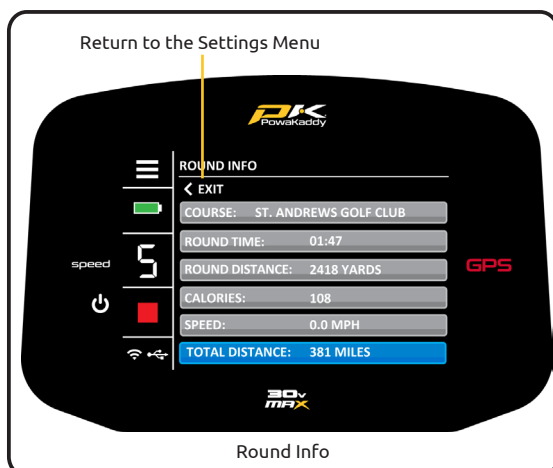 Return to the Settings Menu
PK
PowaKaddy
ROUND INFO
< EXIT
COURSE: ST. ANDREWS GOLF CLUB
ROUND TIME: 01:47
speed 5 ROUND DISTANCE: 2418 YARDS GPS
CALORIES: 108
SPEED: 0.0 MPH
TOTAL DISTANCE: 381 MILES
30v
MAX
Round Info